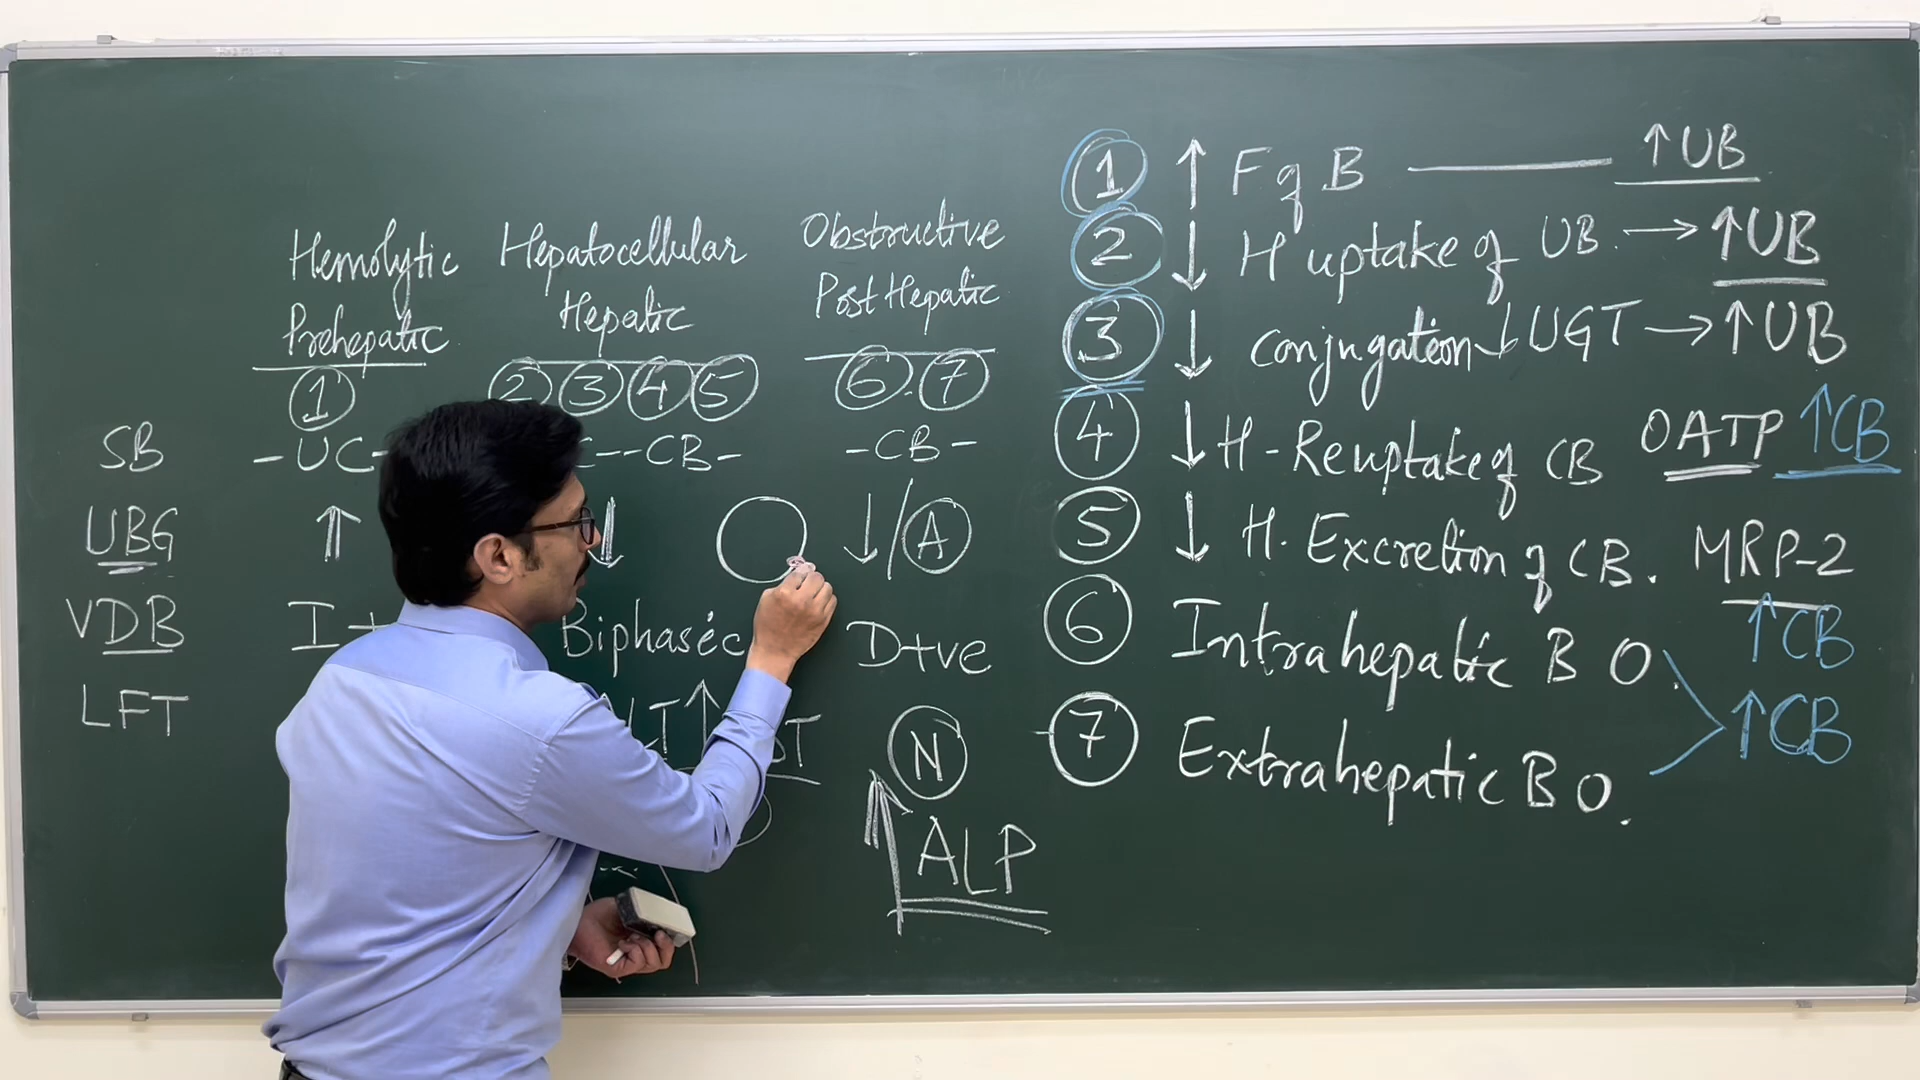 Hemolytic Prehepatic
Hepatocellular Hepatic
Obstructive Post Hepatic
1
2 3 4 5
6 . 7
SB -UC- C--CB- -CB-
UBG ↑ ↓ ↓/A
VDB I+ Biphasic D+ve
LFT ↑ N
↑ALP
1 ↑ F of B — ↑UB
2 ↓ H uptake of UB. → ↑UB
3 ↓ conjugation ↓UGT → ↑UB
4 ↓ H-Reuptake of CB OATP ↑CB
5 ↓ H. Excretion of CB. MRP-2
↑CB
6 Intrahepatic B O.
7 Extrahepatic B O.
↑CB